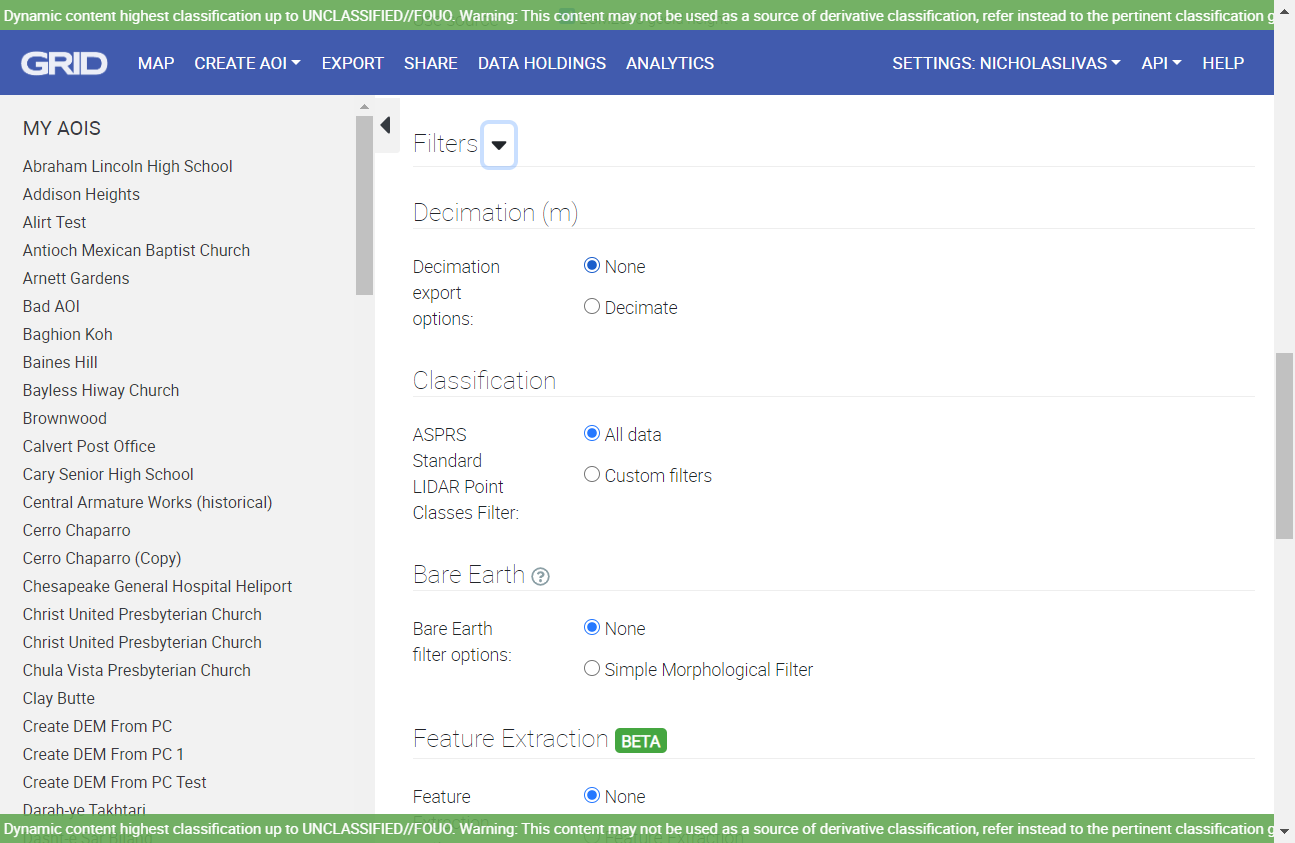 Dynamic content highest classification up to UNCLASSIFIED//FOUO. Warning: This content may not be used as a source of derivative classification, refer instead to the pertinent classification g
GRID
MAP
CREATE AOI
EXPORT
SHARE
DATA HOLDINGS
ANALYTICS
SETTINGS: NICHOLASLIVAS
API
HELP
MY AOIS
Abraham Lincoln High School
Addison Heights
Alirt Test
Antioch Mexican Baptist Church
Arnett Gardens
Bad AOI
Baghion Koh
Baines Hill
Bayless Hiway Church
Brownwood
Calvert Post Office
Cary Senior High School
Central Armature Works (historical)
Cerro Chaparro
Cerro Chaparro (Copy)
Chesapeake General Hospital Heliport
Christ United Presbyterian Church
Christ United Presbyterian Church
Chula Vista Presbyterian Church
Clay Butte
Create DEM From PC
Create DEM From PC 1
Create DEM From PC Test
Darah-ye Takhtari
Filters
Decimation (m)
Decimation
export
options:
None
Decimate
Classification
ASPRS
Standard
LIDAR Point
Classes Filter:
All data
Custom filters
Bare Earth ?
Bare Earth
filter options:
None
Simple Morphological Filter
Feature Extraction BETA
Feature
Extraction
None
Feature Extraction
Dynamic content highest classification up to UNCLASSIFIED//FOUO. Warning: This content may not be used as a source of derivative classification, refer instead to the pertinent classification g